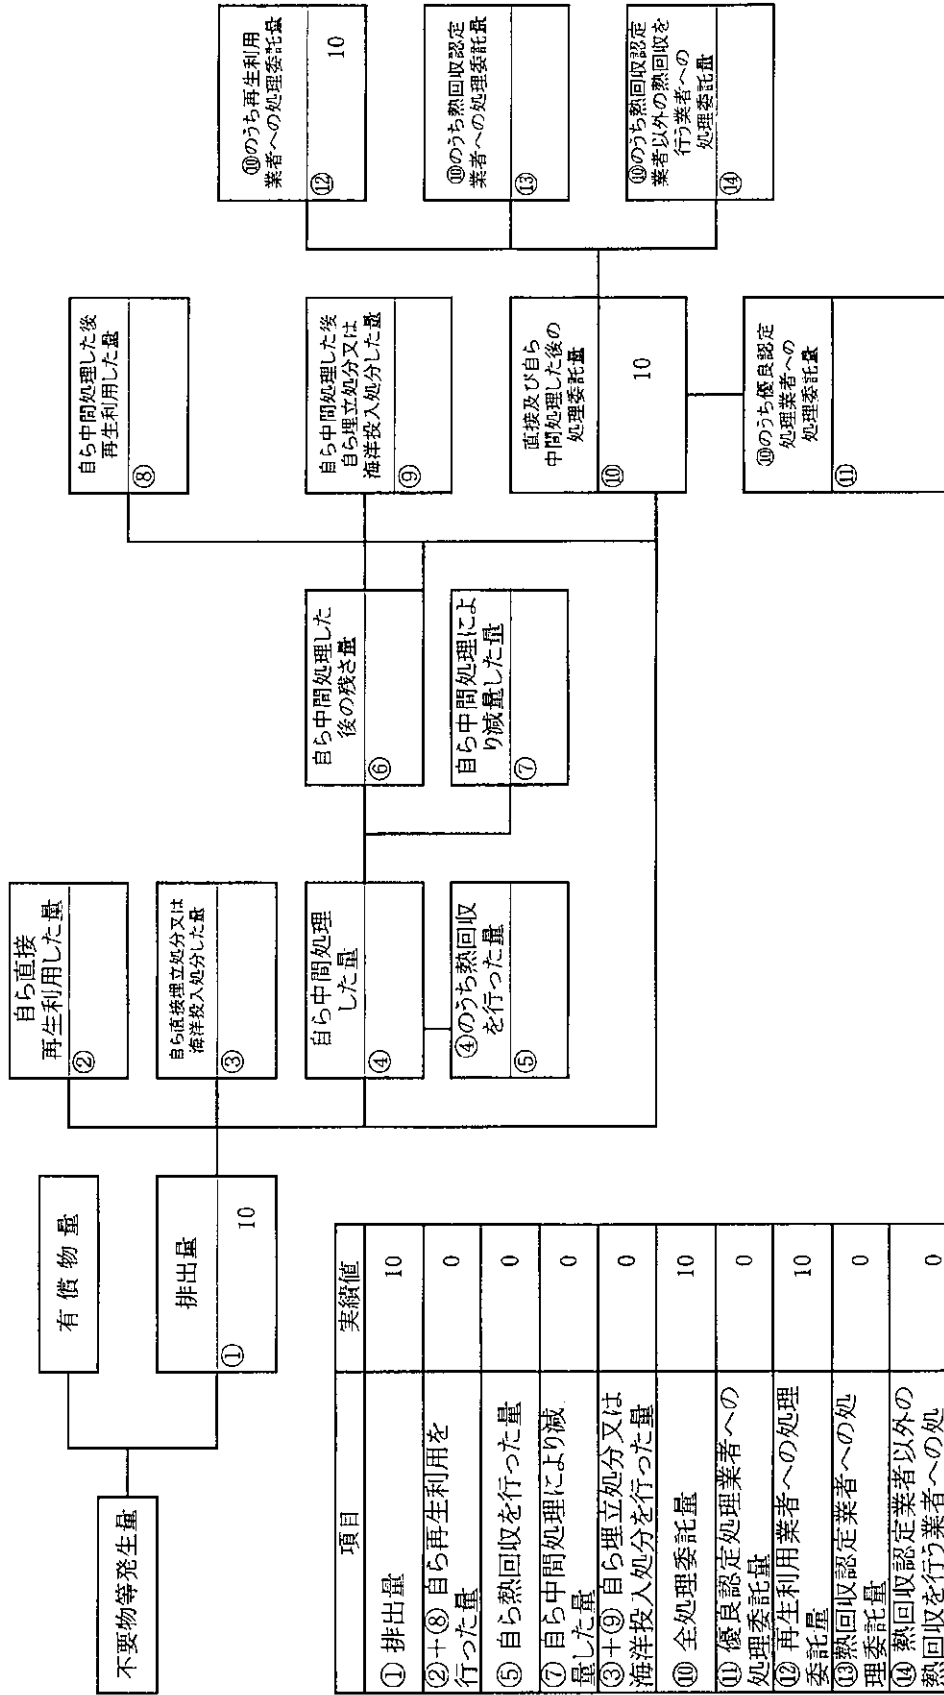 不要物等発生量
有償物量
排出量
① 10
自ら直接
再生利用した量
②
自ら直接埋立処分又は
海洋投入処分した量
③
自ら中間処理
した量
④
④のうち熱回収
を行った量
⑤
自ら中間処理した
後の残さ量
⑥
自ら中間処理によ
り減量した量
⑦
自ら中間処理した後
再生利用した量
⑧
自ら中間処理した後
自ら埋立処分又は
海洋投入処分した量
⑨
直接及び自ら
中間処理した後の
処理委託量
⑩ 10
⑩のうち優良認定
処理業者への
処理委託量
⑪
⑩のうち再生利用
業者への処理委託量
⑫ 10
⑩のうち熱回収認定
業者への処理委託量
⑬
⑩のうち熱回収認定
業者以外の熱回収を
行う業者への
処理委託量
⑭
項目 実績値
① 排出量 10
②+⑧ 自ら再生利用を
行った量 0
⑤ 自ら熱回収を行った量 0
⑦ 自ら中間処理により減
量した量 0
③+⑨ 自ら埋立処分又は
海洋投入処分を行った量 0
⑩ 全処理委託量 10
⑪ 優良認定処理業者への
処理委託量 0
⑫ 再生利用業者への処理
委託量 10
⑬熱回収認定業者への処
理委託量 0
⑭ 熱回収認定業者以外の
熱回収を行う業者への処 0